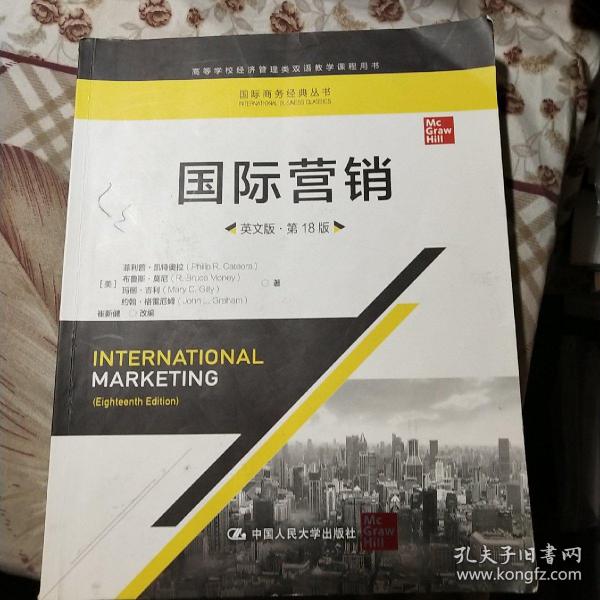 高等学校经济管理类双语教学课程用书
国际商务经典丛书
INTERNATIONAL BUSINESS CLASSICS
Mc
Graw
Hill
国际营销
英文版·第18版
菲利普·凯特奥拉(Philip R. Cateora)
[美] 布鲁斯·莫尼(R. Bruce Money) 著
玛丽·吉利(Mary C. Gilly)
约翰·格雷厄姆(John L. Graham)
崔新健 改编
INTERNATIONAL
MARKETING
(Eighteenth Edition)
中国人民大学出版社
Mc
Graw
Hill
孔夫子旧书网
www.kongfz.com